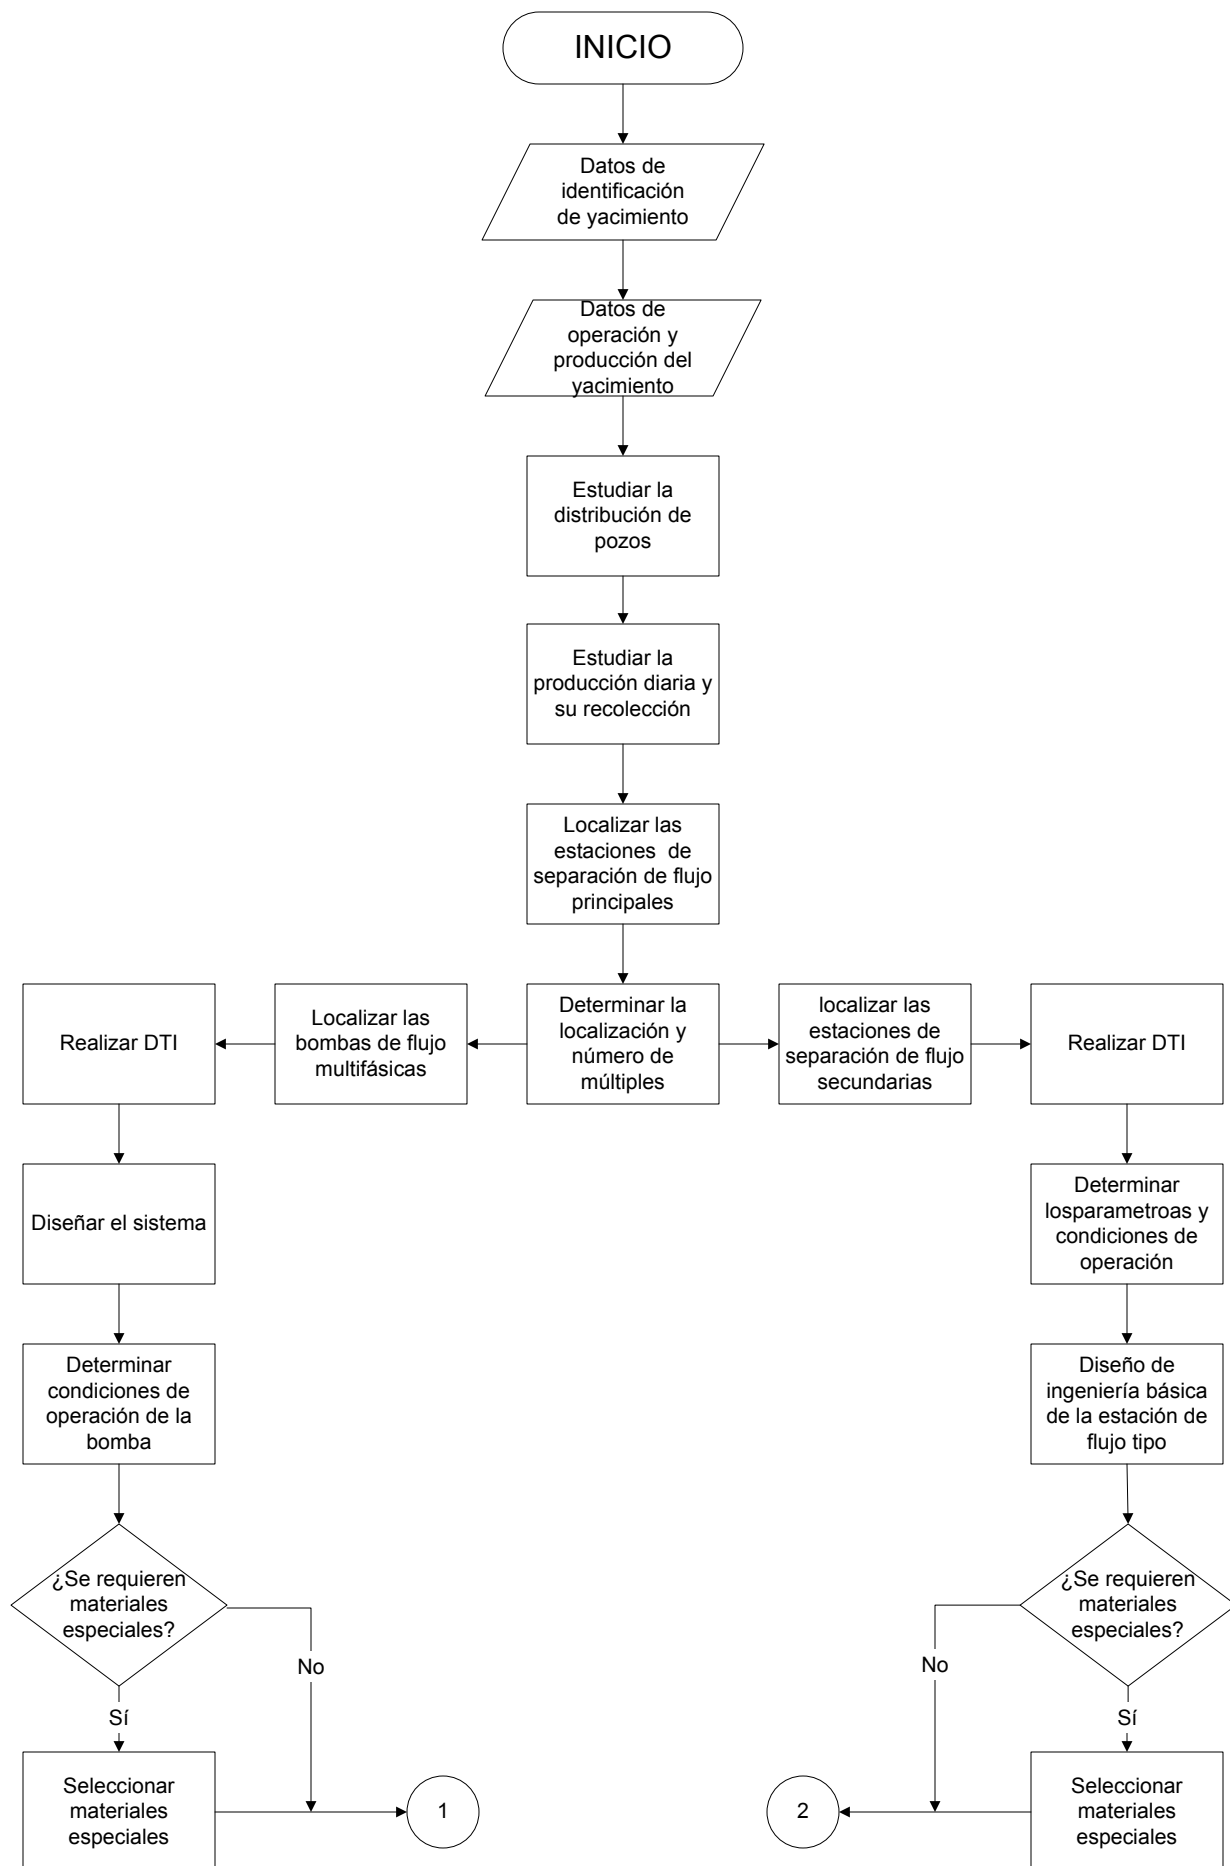 INICIO
Datos de
identificación
de yacimiento
Datos de
operación y
producción del
yacimiento
Estudiar la
distribución de
pozos
Estudiar la
producción diaria y
su recolección
Localizar las
estaciones  de
separación de flujo
principales
Realizar DTI
Localizar las
bombas de flujo
multifásicas
Determinar la
localización y
número de
múltiples
localizar las
estaciones de
separación de flujo
secundarias
Realizar DTI
Diseñar el sistema
Determinar
losparametroas y
condiciones de
operación
Determinar
condiciones de
operación de la
bomba
Diseño de
ingeniería básica
de la estación de
flujo tipo
¿Se requieren
materiales
especiales?
¿Se requieren
materiales
especiales?
No
No
Sí
Sí
Seleccionar
materiales
especiales
1
2
Seleccionar
materiales
especiales